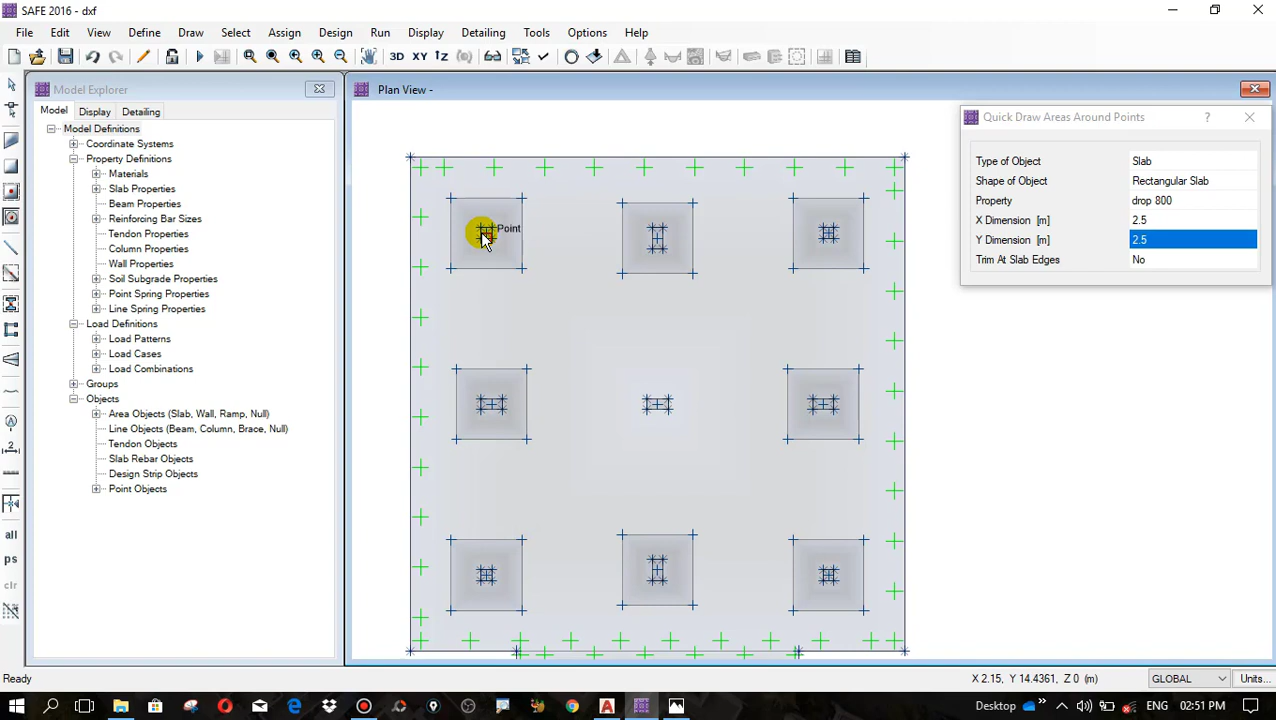 SAFE 2016 - dxf
File Edit View Define Draw Select Assign Design Run Display Detailing Tools Options Help
3D XY
Model Explorer
Model Display Detailing
Model Definitions
Coordinate Systems
Property Definitions
Materials
Slab Properties
Beam Properties
Reinforcing Bar Sizes
Tendon Properties
Column Properties
Wall Properties
Soil Subgrade Properties
Point Spring Properties
Line Spring Properties
Load Definitions
Load Patterns
Load Cases
Load Combinations
Groups
Objects
Area Objects (Slab, Wall, Ramp, Null)
Line Objects (Beam, Column, Brace, Null)
Tendon Objects
Slab Rebar Objects
Design Strip Objects
Point Objects
all
ps
clr
Plan View -
Point
Quick Draw Areas Around Points ?
Type of Object Slab
Shape of Object Rectangular Slab
Property drop 800
X Dimension [m] 2.5
Y Dimension [m] 2.5
Trim At Slab Edges No
Ready
X 2.15, Y 14.4361, Z 0 (m)
GLOBAL
Units...
Desktop
ENG
02:51 PM